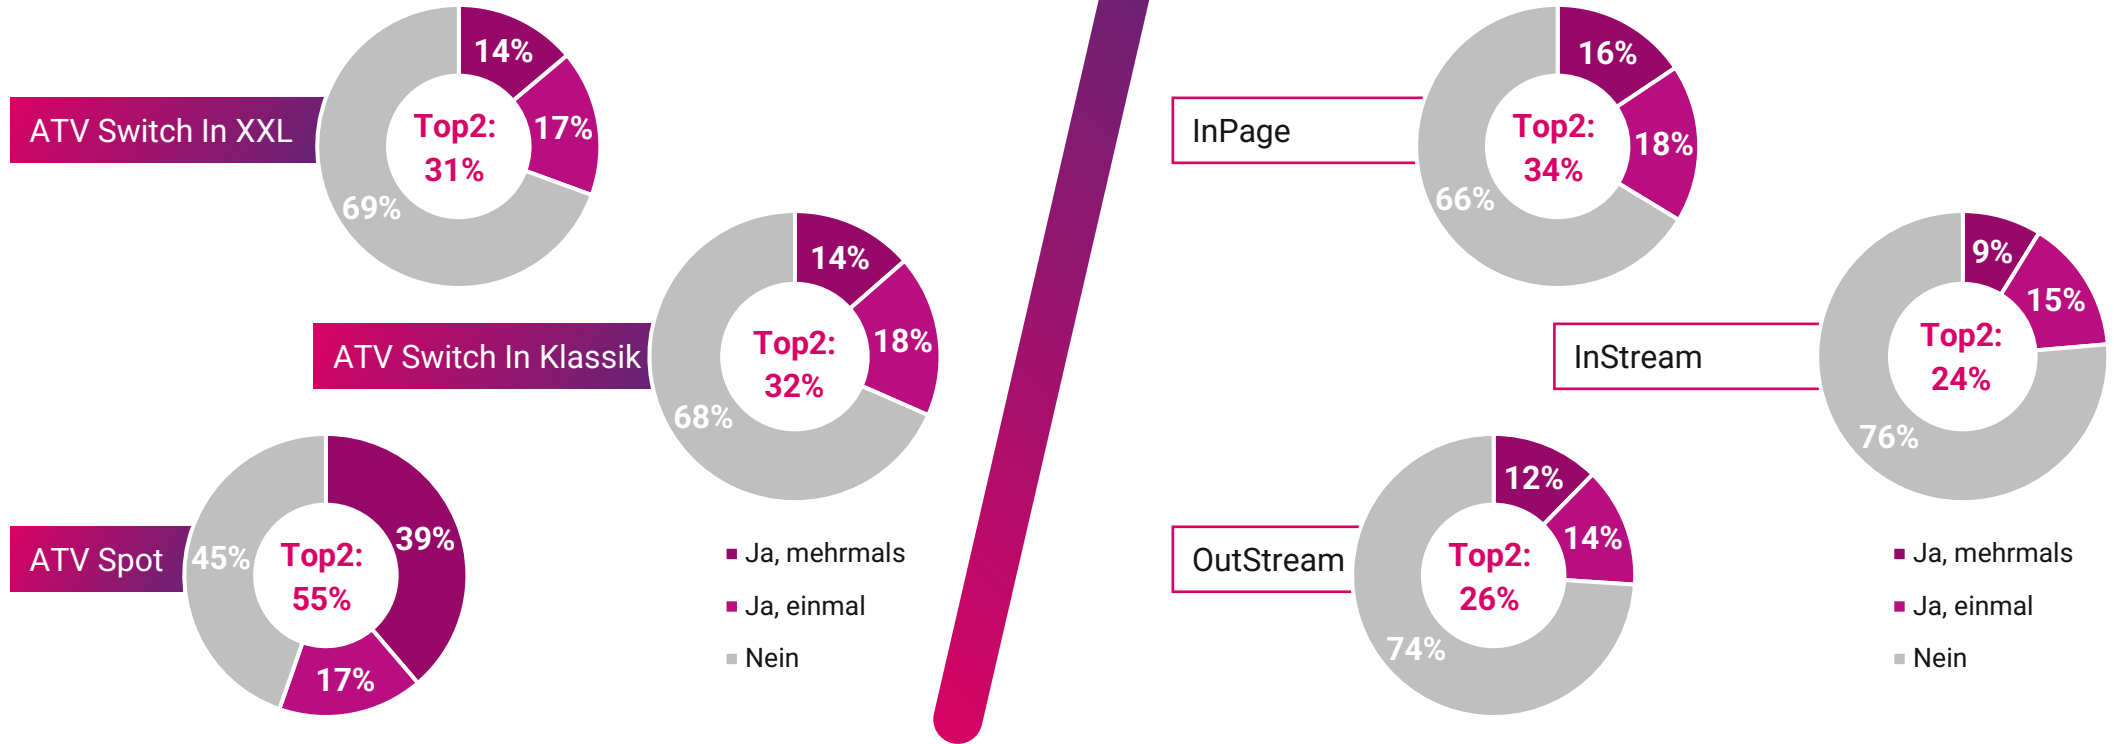 ATV Switch In XXL
14%
17%
69%
Top2:
31%
ATV Switch In Klassik
14%
18%
68%
Top2:
32%
ATV Spot
39%
17%
45%
Top2:
55%
Ja, mehrmals
Ja, einmal
Nein
InPage
16%
18%
66%
Top2:
34%
InStream
9%
15%
76%
Top2:
24%
OutStream
12%
14%
74%
Top2:
26%
Ja, mehrmals
Ja, einmal
Nein